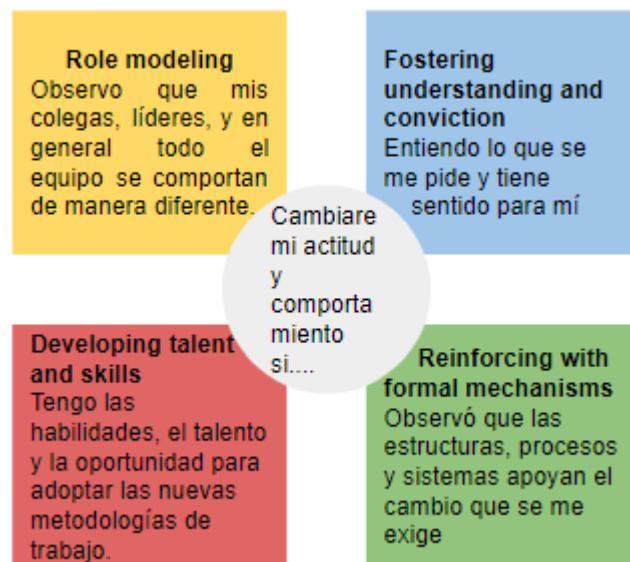 Role modeling
Observo que mis
colegas, líderes, y en
general todo el
equipo se comportan
de manera diferente.
Fostering
understanding and
conviction
Entiendo lo que se
me pide y tiene
sentido para mí
Cambiare
mi actitud
y
comporta
miento
si....
Developing talent
and skills
Tengo las
habilidades, el talento
y la oportunidad para
adoptar las nuevas
metodologías de
trabajo.
Reinforcing with
formal mechanisms
Observó que las
estructuras, procesos
y sistemas apoyan el
cambio que se me
exige